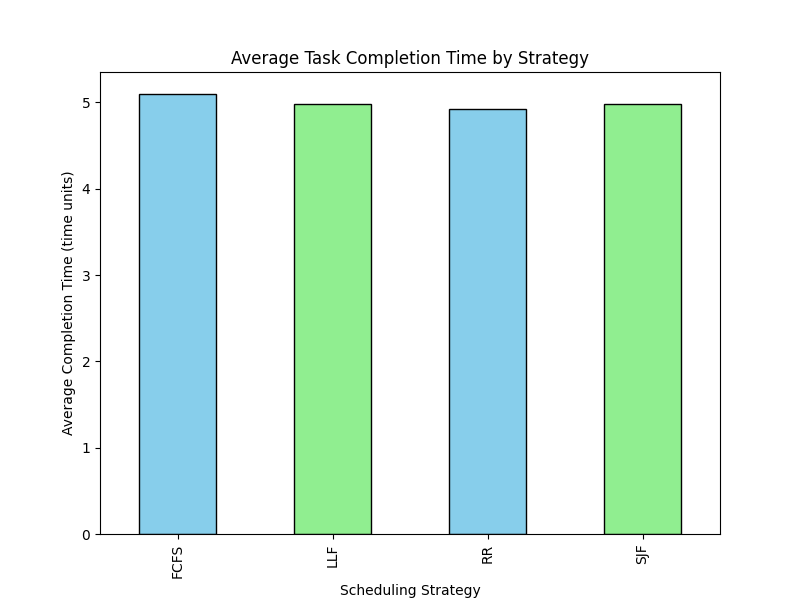 Average Task Completion Time by Strategy
Average Completion Time (time units)
5
4
3
2
1
0
FCFS
LLF
RR
SJF
Scheduling Strategy